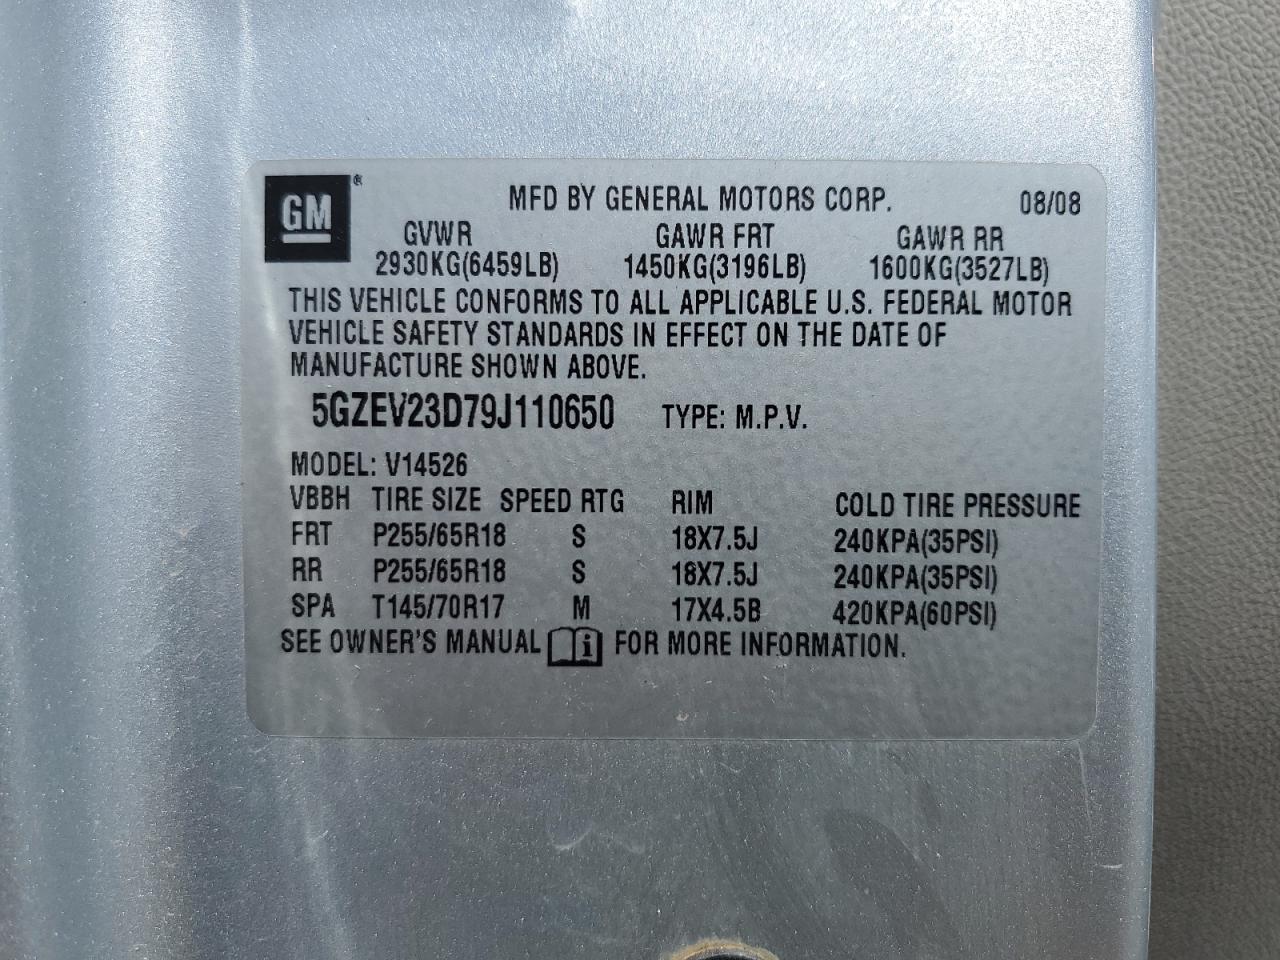 GM ® MFD BY GENERAL MOTORS CORP. 08/08
GVWR GAWR FRT GAWR RR
2930KG(6459LB) 1450KG(3196LB) 1600KG(3527LB)
THIS VEHICLE CONFORMS TO ALL APPLICABLE U.S. FEDERAL MOTOR
VEHICLE SAFETY STANDARDS IN EFFECT ON THE DATE OF
MANUFACTURE SHOWN ABOVE.
5GZEV23D79J110650 TYPE: M.P.V.
MODEL: V14526
VBBH TIRE SIZE SPEED RTG RIM COLD TIRE PRESSURE
FRT P255/65R18 S 18X7.5J 240KPA(35PSI)
RR P255/65R18 S 18X7.5J 240KPA(35PSI)
SPA T145/70R17 M 17X4.5B 420KPA(60PSI)
SEE OWNER'S MANUAL i FOR MORE INFORMATION.